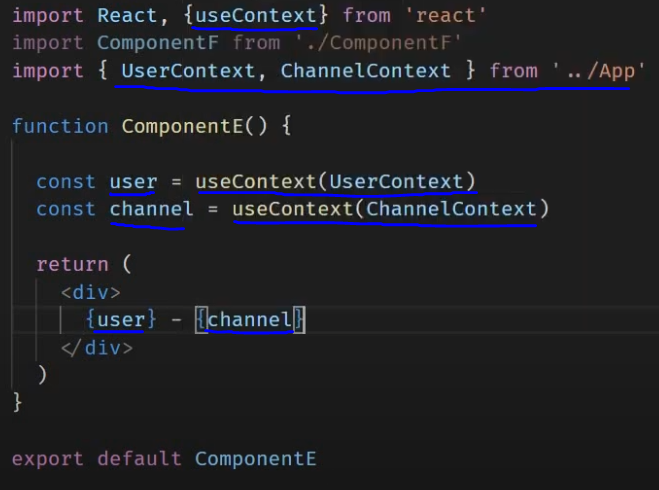 import React, {useContext} from 'react'
import ComponentF from './ComponentF'
import { UserContext, ChannelContext } from '../App'
function ComponentE() {
const user = useContext(UserContext)
const channel = useContext(ChannelContext)
return (
<div>
{user} - {channel}
</div>
)
}
export default ComponentE